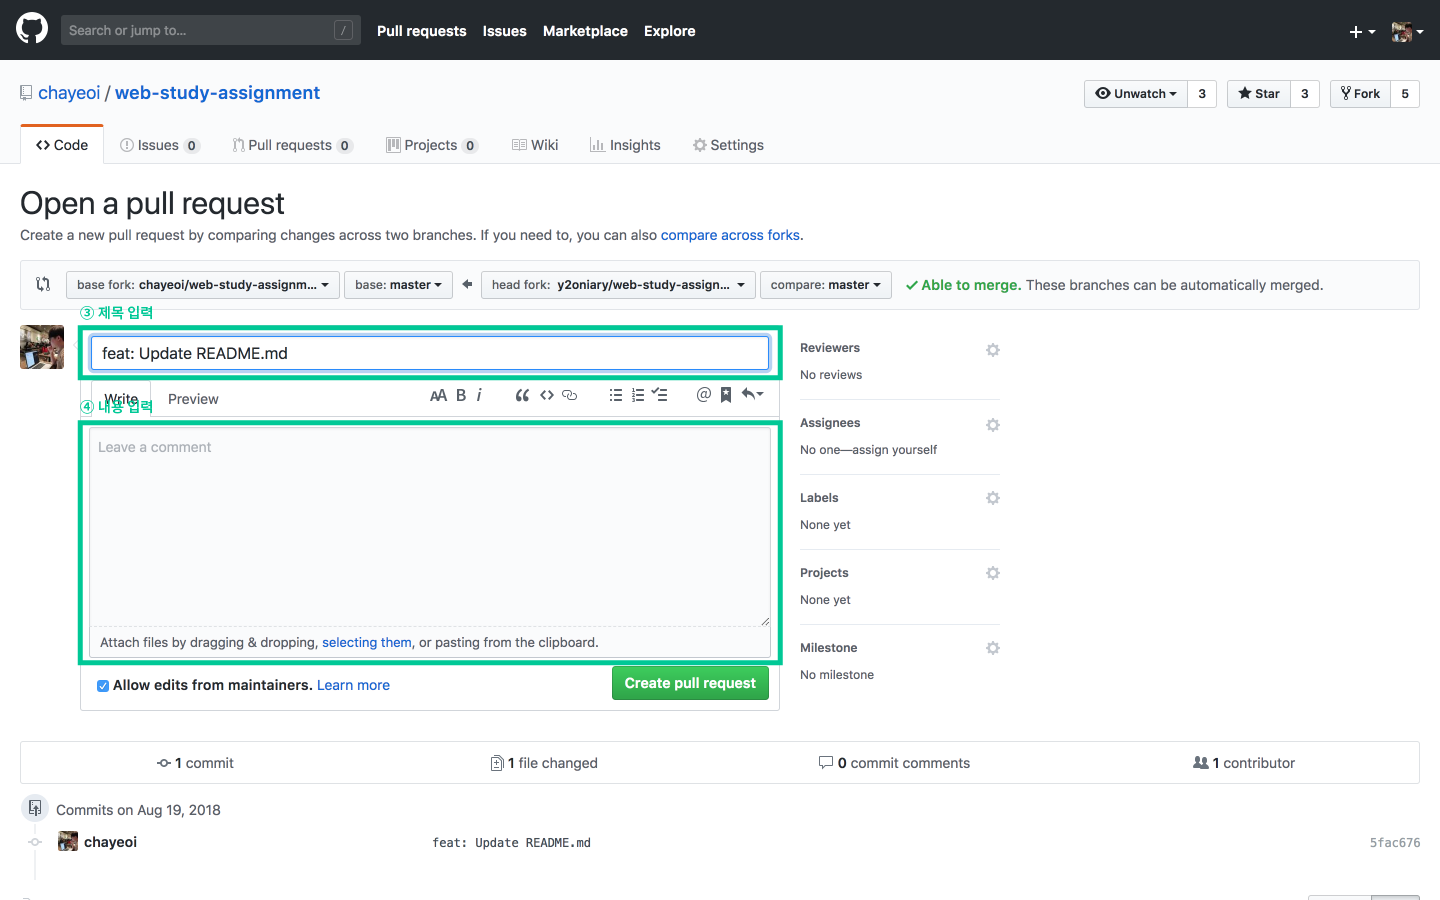 Search or jump to… /
Pull requests Issues Marketplace Explore
chayeoi / web-study-assignment
Unwatch 3 Star 3 Fork 5
Code Issues 0 Pull requests 0 Projects 0 Wiki Insights Settings
Open a pull request
Create a new pull request by comparing changes across two branches. If you need to, you can also compare across forks.
base fork: chayeoi/web-study-assignm... base: master head fork: y2oniary/web-study-assign... compare: master Able to merge. These branches can be automatically merged.
③ 제목 입력
feat: Update README.md
Write Preview AA B i
④ 내용 입력
Leave a comment
Attach files by dragging & dropping, selecting them, or pasting from the clipboard.
Allow edits from maintainers. Learn more
Create pull request
Reviewers
No reviews
Assignees
No one—assign yourself
Labels
None yet
Projects
None yet
Milestone
No milestone
1 commit 1 file changed 0 commit comments 1 contributor
Commits on Aug 19, 2018
chayeoi feat: Update README.md 5fac676